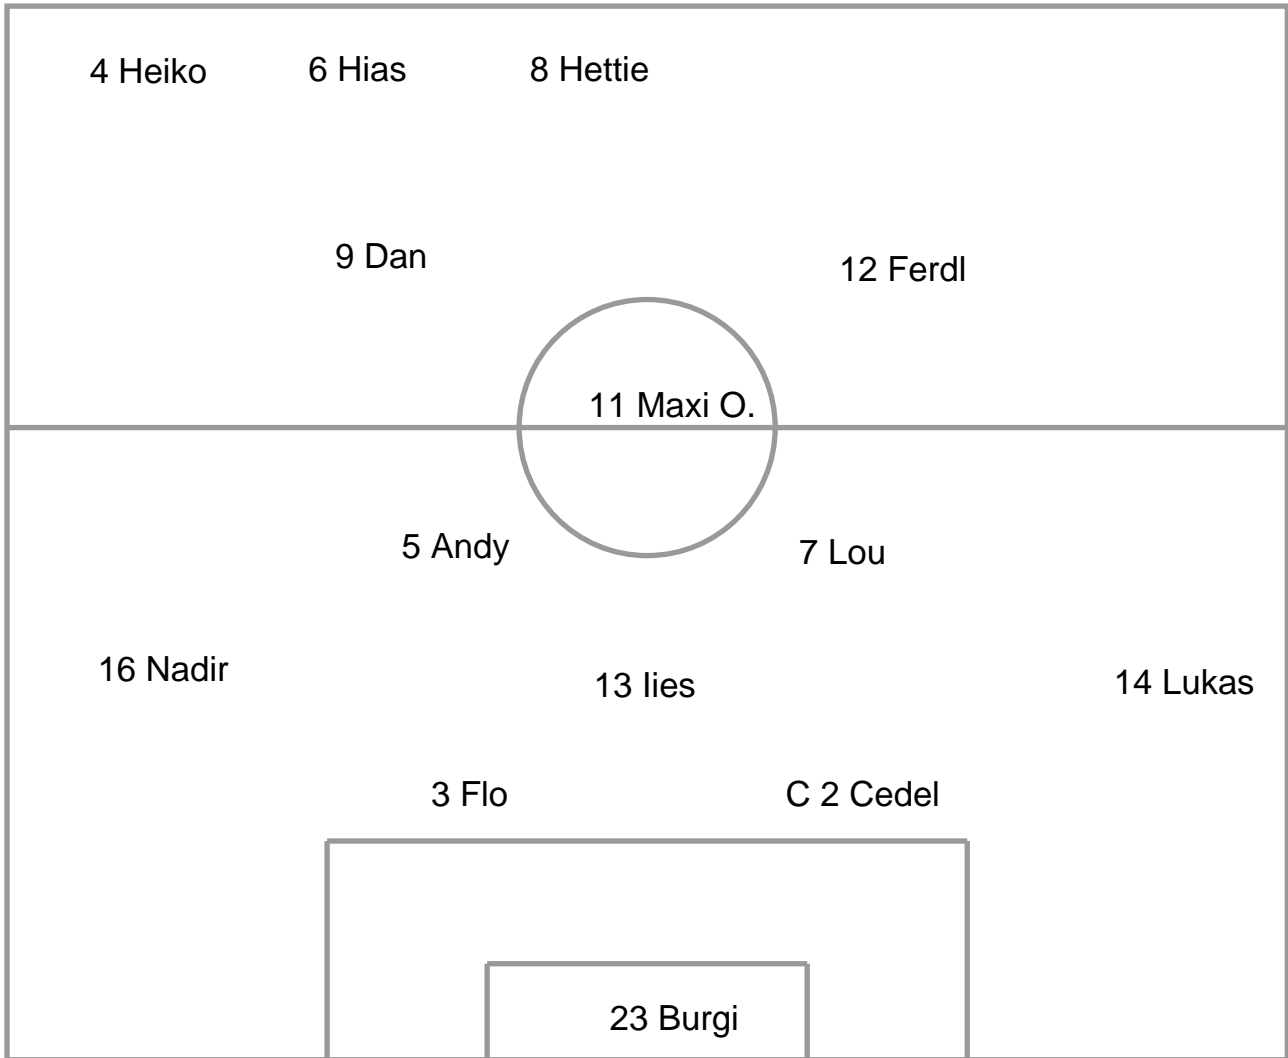 4 Heiko
6 Hias
8 Hettie
9 Dan
12 Ferdl
11 Maxi O.
5 Andy
7 Lou
16 Nadir
13 Iies
14 Lukas
3 Flo
C 2 Cedel
23 Burgi